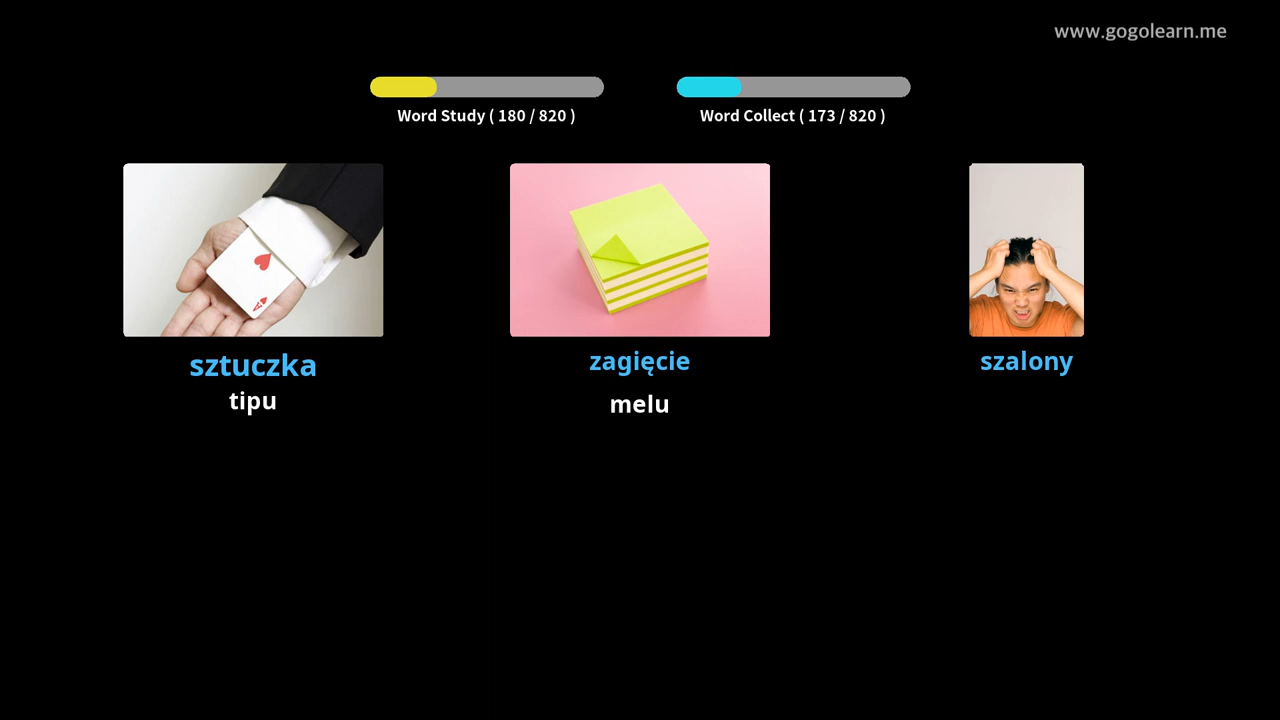 www.gogolearn.me
Word Study ( 180 / 820 )
Word Collect ( 173 / 820 )
sztuczka
tipu
zagięcie
melu
szalony